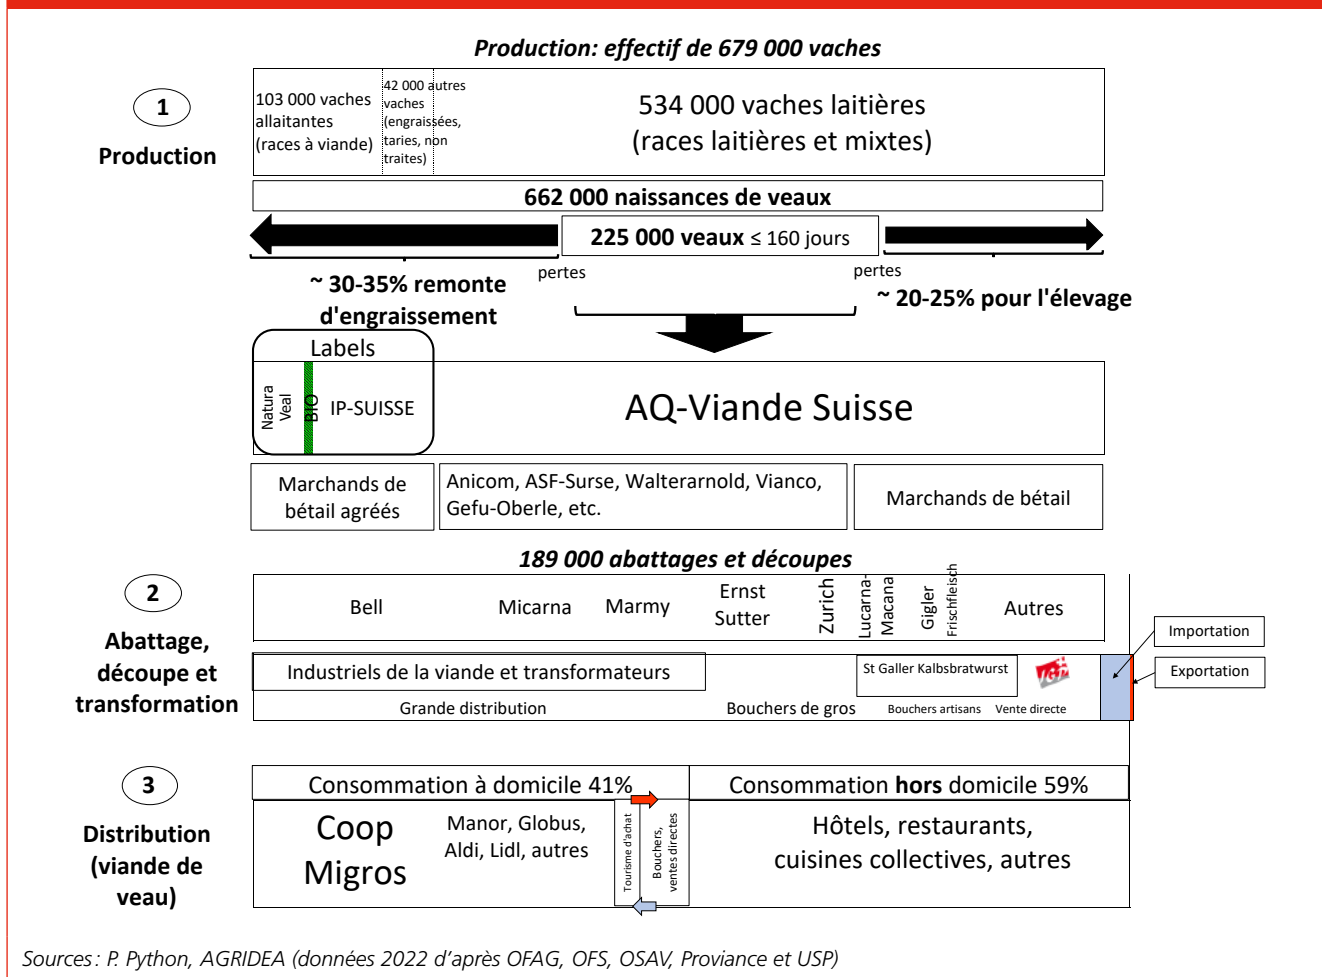 Production: effectif de 679 000 vaches
1
Production
103 000 vaches
allaitantes
(races à viande)
42 000 autres
vaches
(engraissées,
taries, non
traites)
534 000 vaches laitières
(races laitières et mixtes)
662 000 naissances de veaux
225 000 veaux ≤ 160 jours
pertes
pertes
~ 30-35% remonte
d'engraissement
~ 20-25% pour l'élevage
Labels
Natura
Veal
BIO
IP-SUISSE
AQ-Viande Suisse
Marchands de
bétail agréés
Anicom, ASF-Surse, Walterarnold, Vianco,
Gefu-Oberle, etc.
Marchands de bétail
189 000 abattages et découpes
2
Abattage,
découpe et
transformation
Bell
Micarna
Marmy
Ernst
Sutter
Zurich
Lucarna-
Macana
Gigler
Frischfleisch
Autres
Importation
Exportation
Industriels de la viande et transformateurs
St Galler Kalbsbratwurst
Grande distribution
Bouchers de gros
Bouchers artisans
Vente directe
3
Distribution
(viande de
veau)
Consommation à domicile 41%
Consommation hors domicile 59%
Coop
Migros
Manor, Globus,
Aldi, Lidl, autres
Tourisme d'achat
Bouchers,
ventes directes
Hôtels, restaurants,
cuisines collectives, autres
Sources: P. Python, AGRIDEA (données 2022 d'après OFAG, OFS, OSAV, Proviance et USP)